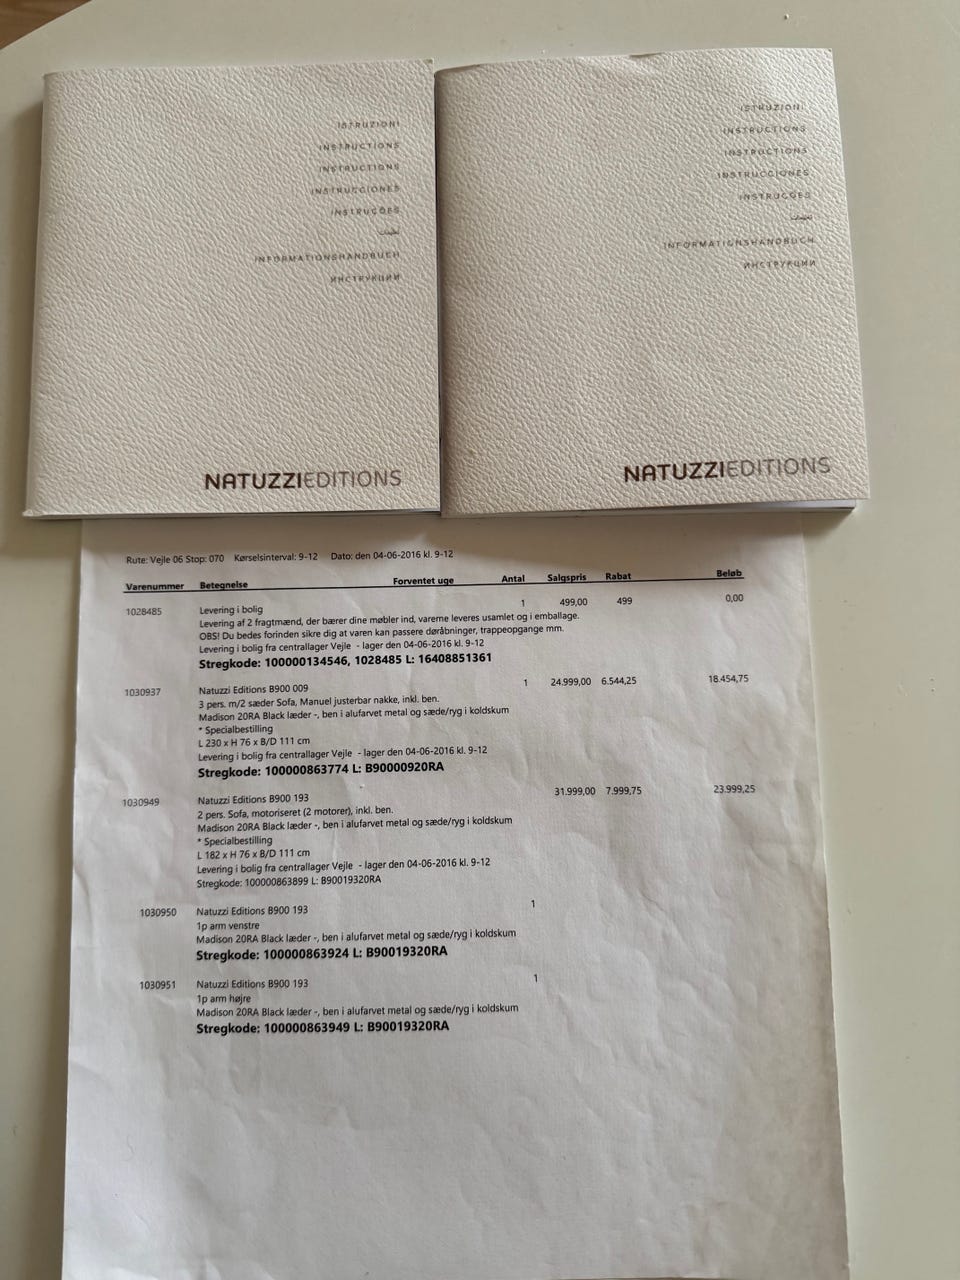 ISTRUZIONI
INSTRUCTIONS
INSTRUCTIONS
INSTRUCCIONES
INSTRUÇÕES
تعليمات
INFORMATIONSHANDBUCH
ИНСТРУКЦИИ
NATUZZI EDITIONS
ISTRUZIONI
INSTRUCTIONS
INSTRUCTIONS
INSTRUCCIONES
INSTRUÇÕES
تعليمات
INFORMATIONSHANDBUCH
ИНСТРУКЦИИ
NATUZZI EDITIONS
Rute: Vejle 06 Stop: 070 Kørselsinterval: 9-12 Dato: den 04-06-2016 kl. 9-12
Varenummer Betegnelse Forventet uge Antal Salgspris Rabat Beløb
1028485 Levering i bolig 1 499,00 499 0,00
Levering af 2 fragtmænd, der bærer dine møbler ind, varerne leveres usamlet og i emballage.
OBS! Du bedes forinden sikre dig at varen kan passere døråbninger, trappeopgange mm.
Levering i bolig fra centrallager Vejle - lager den 04-06-2016 kl. 9-12
Stregkode: 100000134546, 1028485 L: 16408851361
1030937 Natuzzi Editions B900 009 1 24.999,00 6.544,25 18.454,75
3 pers. m/2 sæder Sofa, Manuel justerbar nakke, inkl. ben.
Madison 20RA Black læder -, ben i alufarvet metal og sæde/ryg i koldskum
* Specialbestilling
L 230 x H 76 x B/D 111 cm
Levering i bolig fra centrallager Vejle - lager den 04-06-2016 kl. 9-12
Stregkode: 100000863774 L: B90000920RA
1030949 Natuzzi Editions B900 193 31.999,00 7.999,75 23.999,25
2 pers. Sofa, motoriseret (2 motorer), inkl. ben.
Madison 20RA Black læder -, ben i alufarvet metal og sæde/ryg i koldskum
* Specialbestilling
L 182 x H 76 x B/D 111 cm
Levering i bolig fra centrallager Vejle - lager den 04-06-2016 kl. 9-12
Stregkode: 100000863899 L: B90019320RA
1030950 Natuzzi Editions B900 193 1
1p arm venstre
Madison 20RA Black læder -, ben i alufarvet metal og sæde/ryg i koldskum
Stregkode: 100000863924 L: B90019320RA
1030951 Natuzzi Editions B900 193 1
1p arm højre
Madison 20RA Black læder -, ben i alufarvet metal og sæde/ryg i koldskum
Stregkode: 100000863949 L: B90019320RA